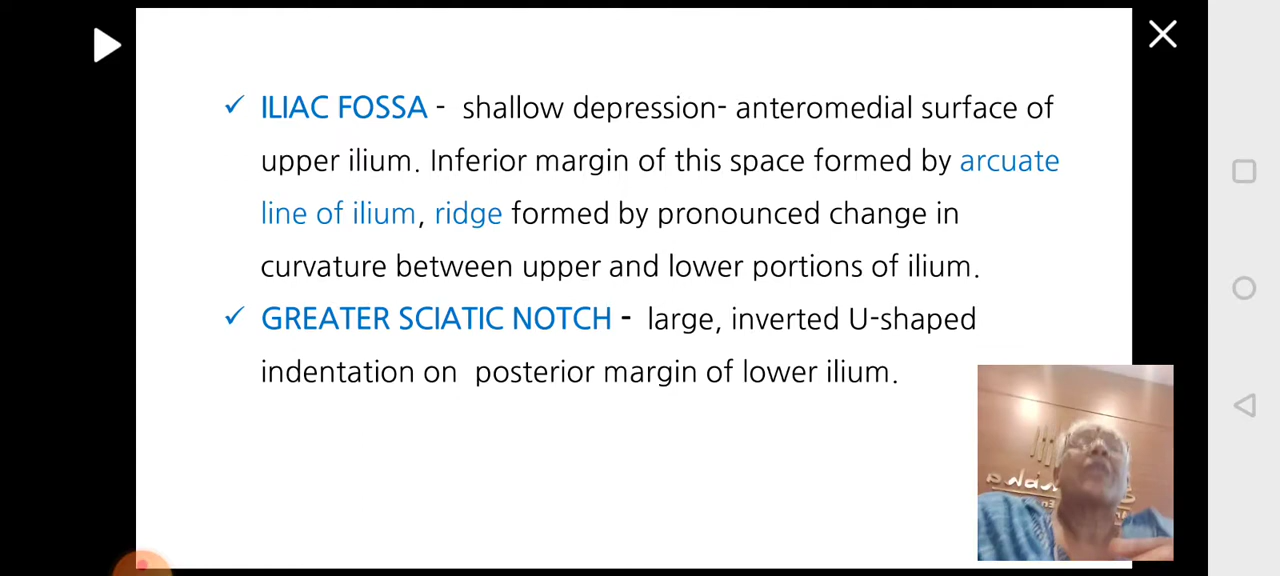 ✓ ILIAC FOSSA - shallow depression- anteromedial surface of
upper ilium. Inferior margin of this space formed by arcuate
line of ilium, ridge formed by pronounced change in
curvature between upper and lower portions of ilium.
✓ GREATER SCIATIC NOTCH - large, inverted U-shaped
indentation on posterior margin of lower ilium.